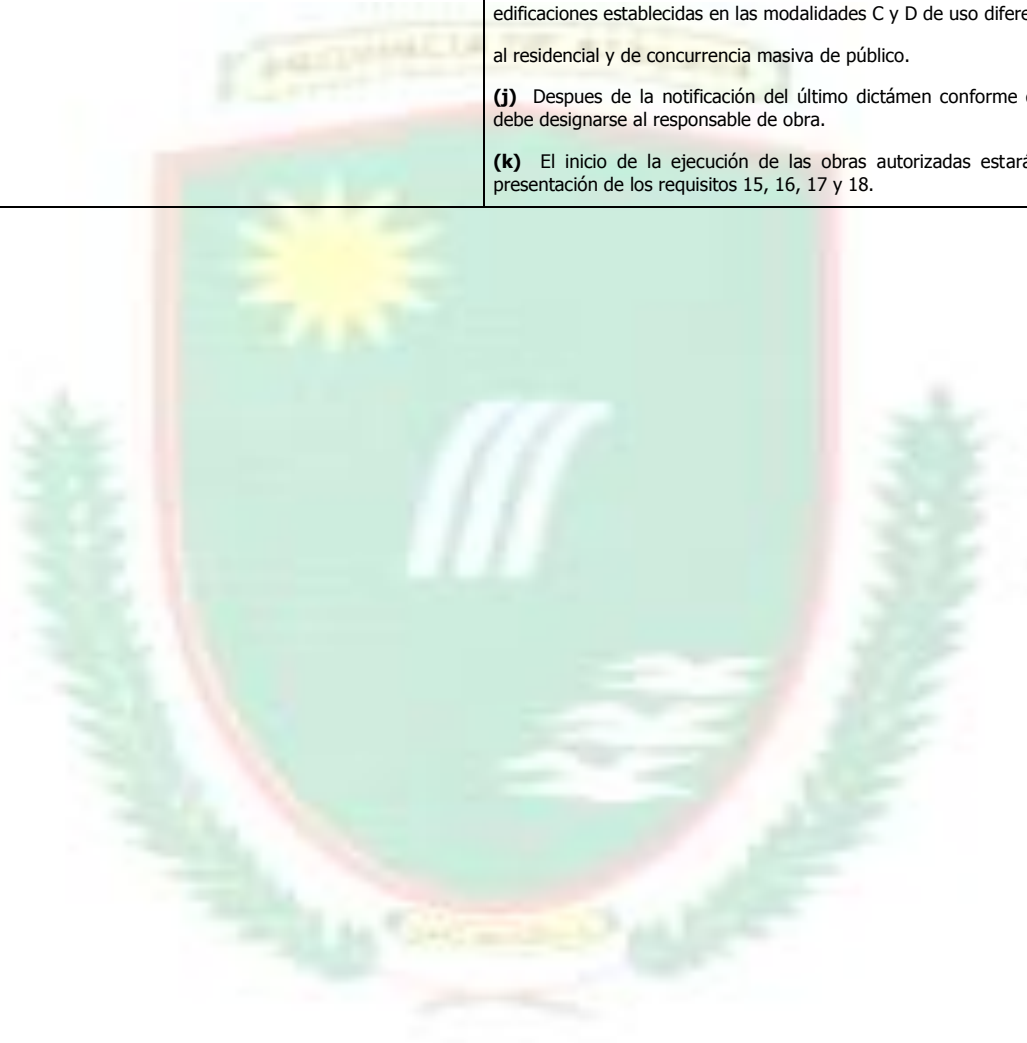 edificaciones establecidas en las modalidades C y D de uso difere
al residencial y de concurrencia masiva de público.
(j) Despues de la notificación del último dictámen conforme
debe designarse al responsable de obra.
(k) El inicio de la ejecución de las obras autorizadas estará
presentación de los requisitos 15, 16, 17 y 18.